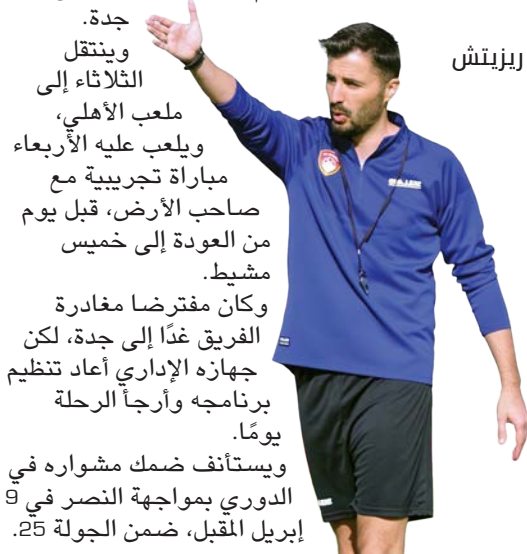 جدة.
وينتقل
الثلاثاء إلى
ملعب الأهلي،
ويلعب عليه الأربعاء
مباراة تجريبية مع
صاحب الأرض، قبل يوم
من العودة إلى خميس
مشيط.
وكان مفترضا مغادرة
الفريق غدًا إلى جدة، لكن
جهازه الإداري أعاد تنظيم
برنامجه وأرجأ الرحلة
يومًا.
ويستأنف ضمك مشواره في
الدوري بمواجهة النصر في 9
إبريل المقبل، ضمن الجولة 25.
ريزيتش